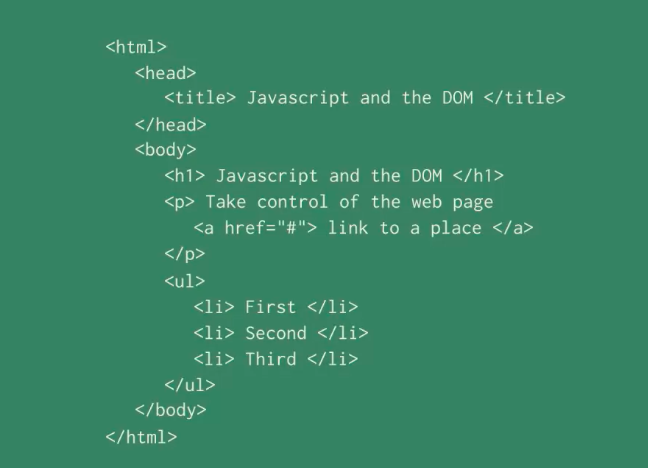 <html>
<head>
<title> Javascript and the DOM </title>
</head>
<body>
<h1> Javascript and the DOM </h1>
<p> Take control of the web page
<a href="#"> link to a place </a>
</p>
<ul>
<li> First </li>
<li> Second </li>
<li> Third </li>
</ul>
</body>
</html>